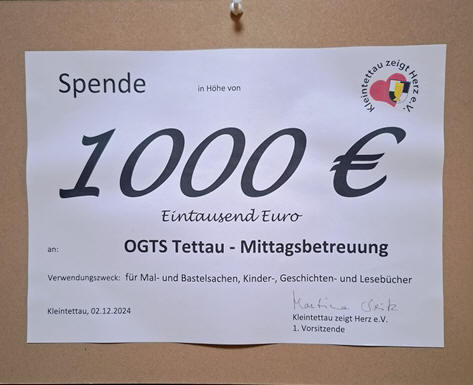 Spende in Höhe von
Kleintettau zeigt Herz e.V.
1000 €
Eintausend Euro
an: OGTS Tettau - Mittagsbetreuung
Verwendungszweck: für Mal- und Bastelsachen, Kinder-, Geschichten- und Lesebücher
Kleintettau, 02.12.2024
Martina
Kleintettau zeigt Herz e.V.
1. Vorsitzende